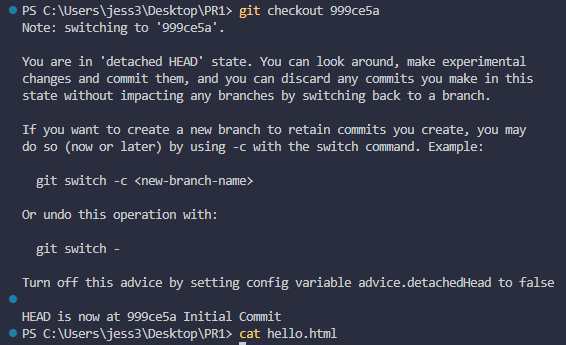 PS C:\Users\jess3\Desktop\PR1> git checkout 999ce5a
Note: switching to '999ce5a'.
You are in 'detached HEAD' state. You can look around, make experimental
changes and commit them, and you can discard any commits you make in this
state without impacting any branches by switching back to a branch.
If you want to create a new branch to retain commits you create, you may
do so (now or later) by using -c with the switch command. Example:
git switch -c <new-branch-name>
Or undo this operation with:
git switch -
Turn off this advice by setting config variable advice.detachedHead to false
HEAD is now at 999ce5a Initial Commit
PS C:\Users\jess3\Desktop\PR1> cat hello.html